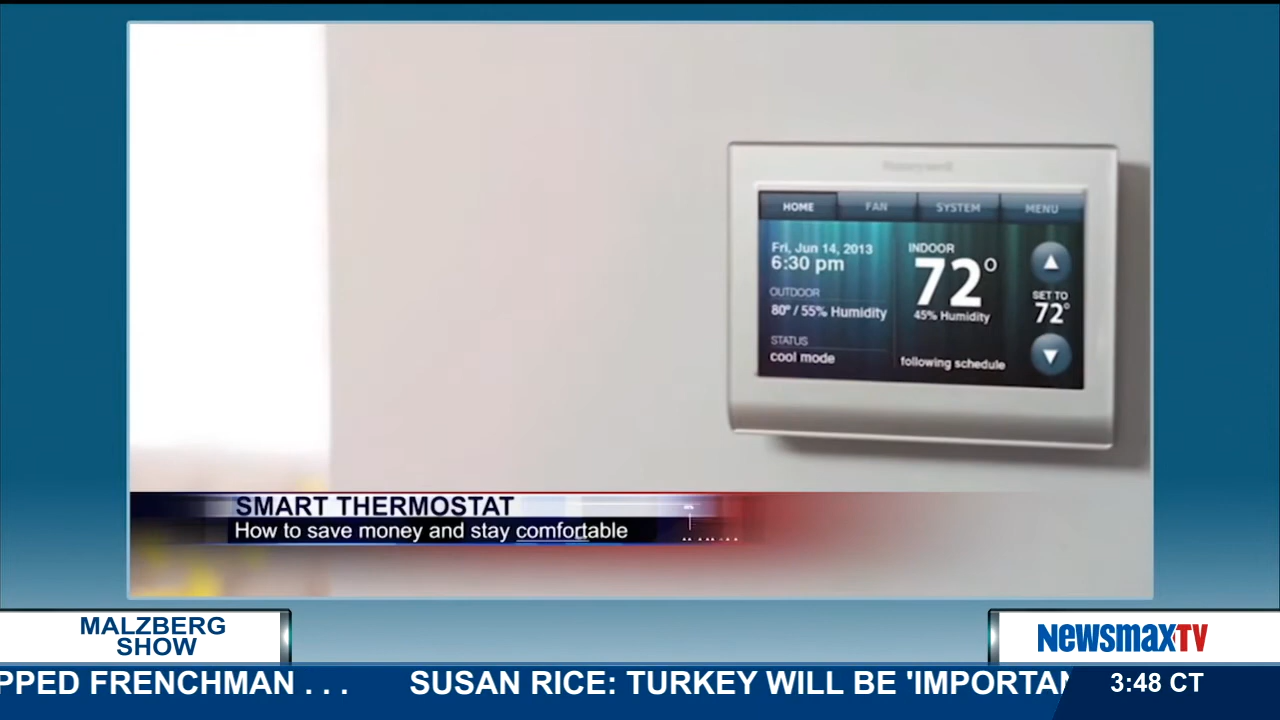 Honeywell
HOME FAN SYSTEM MENU
Fri, Jun 14, 2013
6:30 pm
OUTDOOR
80° / 55% Humidity
STATUS
cool mode
INDOOR
72°
45% Humidity
following schedule
SET TO
72°
SMART THERMOSTAT
How to save money and stay comfortable
MALZBERG
SHOW
NEWSMAXTV
PPED FRENCHMAN . . . SUSAN RICE: TURKEY WILL BE 'IMPORTAN
3:48 CT